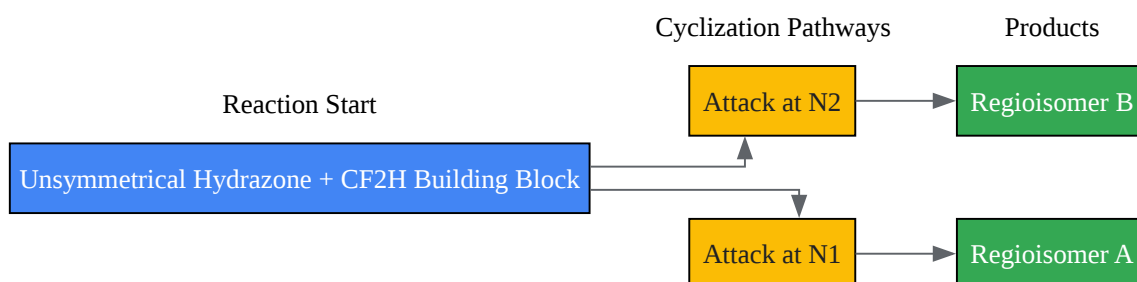 Cyclization Pathways
Products
Reaction Start
Attack at N2
Regioisomer B
Unsymmetrical Hydrazone + CF2H Building Block
Attack at N1
Regioisomer A